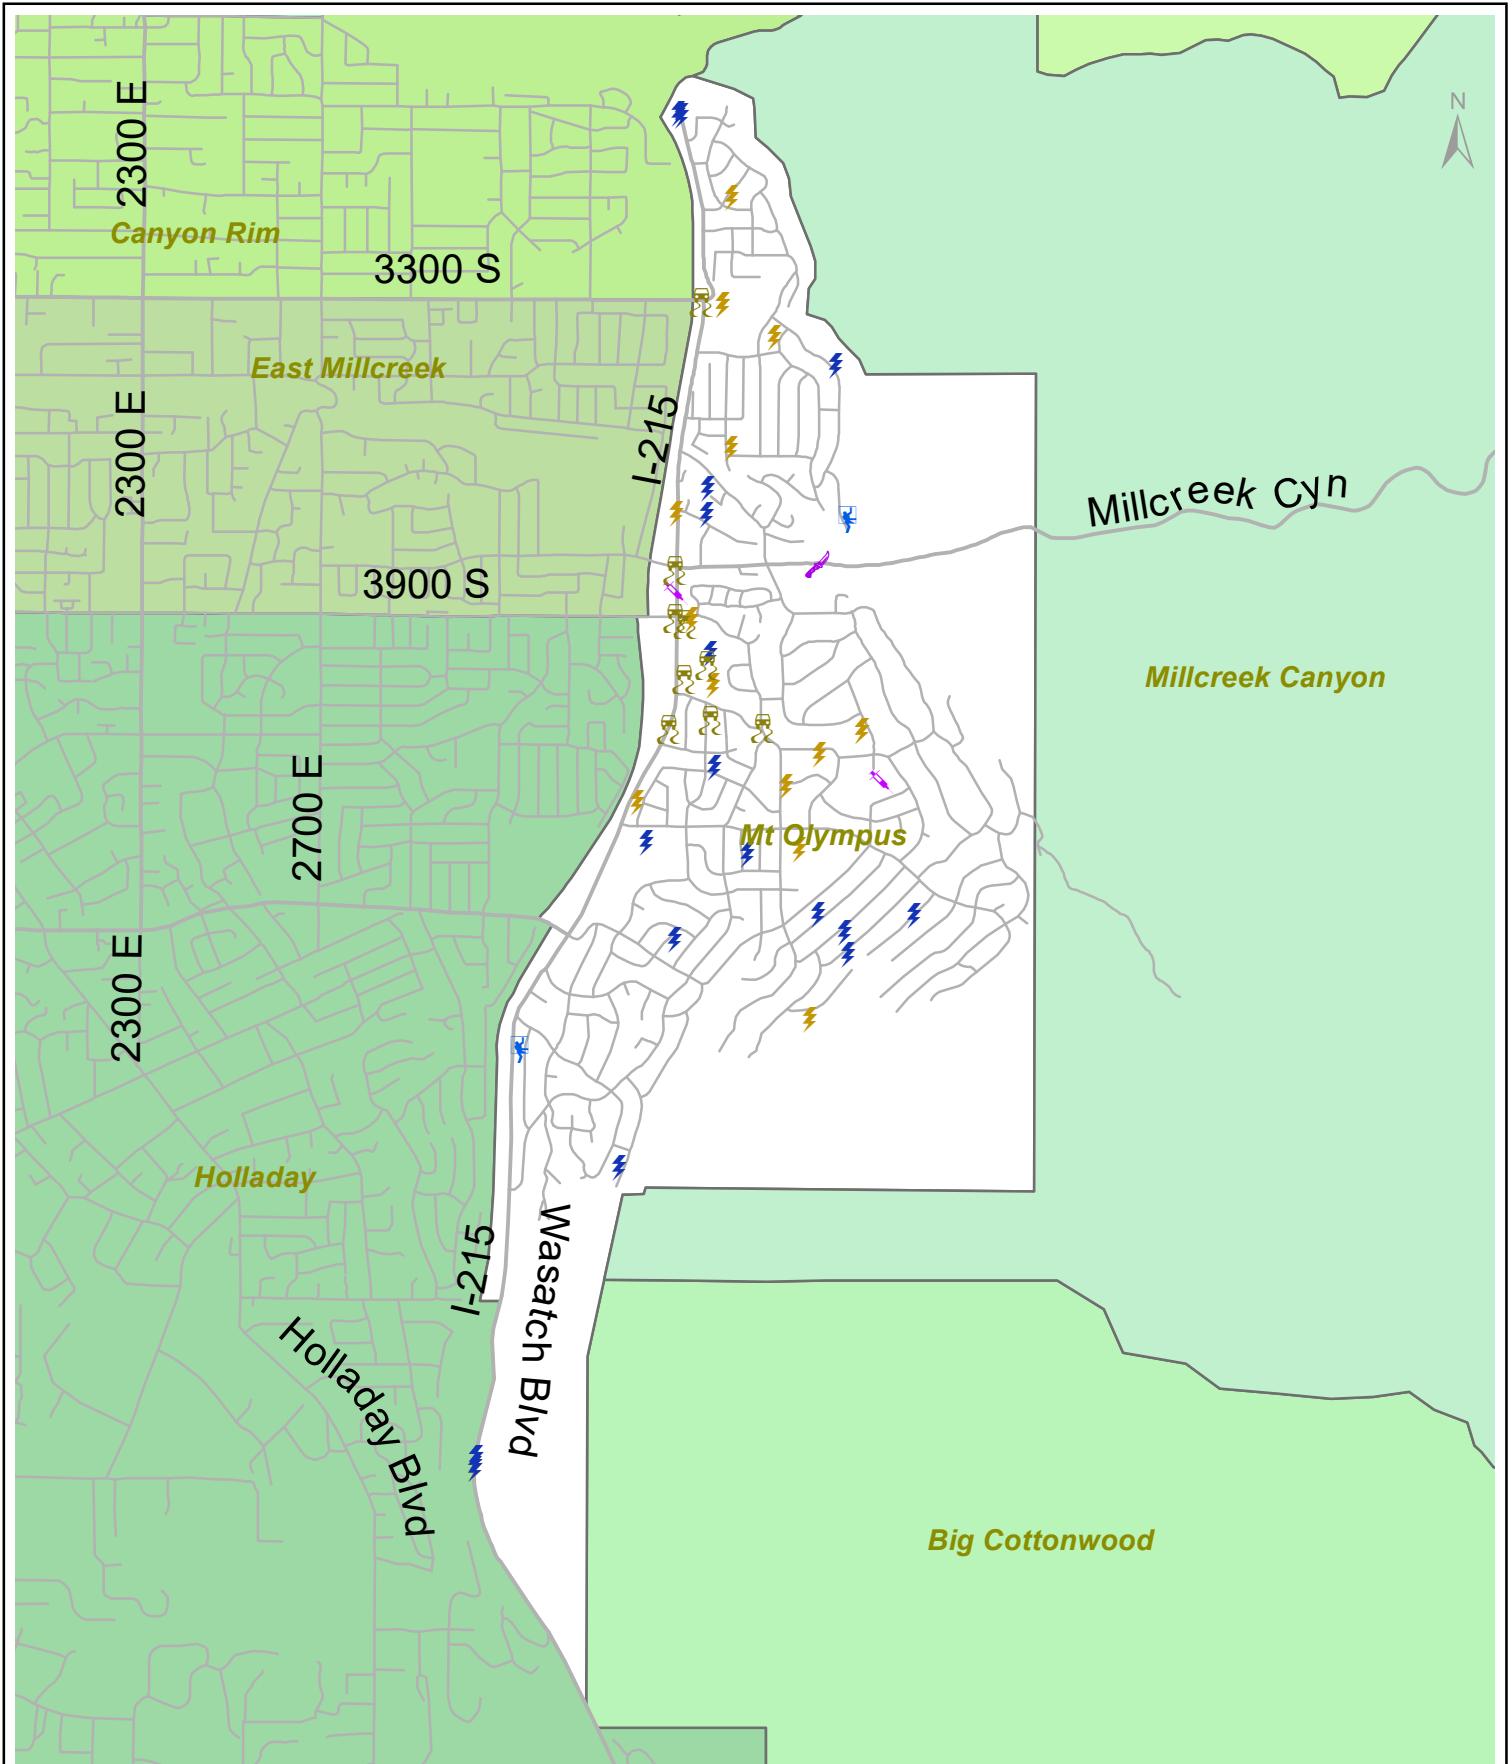 N
2300 E
Canyon Rim
3300 S
East Millcreek
2300 E
I-215
Millcreek Cyn
3900 S
Millcreek Canyon
2700 E
Mt Olympus
2300 E
Holladay
I-215
Wasatch Blvd
Holladay Blvd
Big Cottonwood